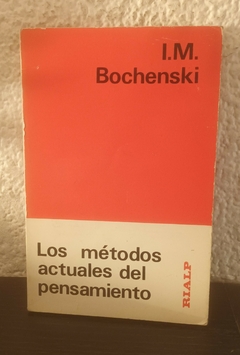 I.M.
Bochenski
Los métodos
actuales del
pensamiento
RIALP